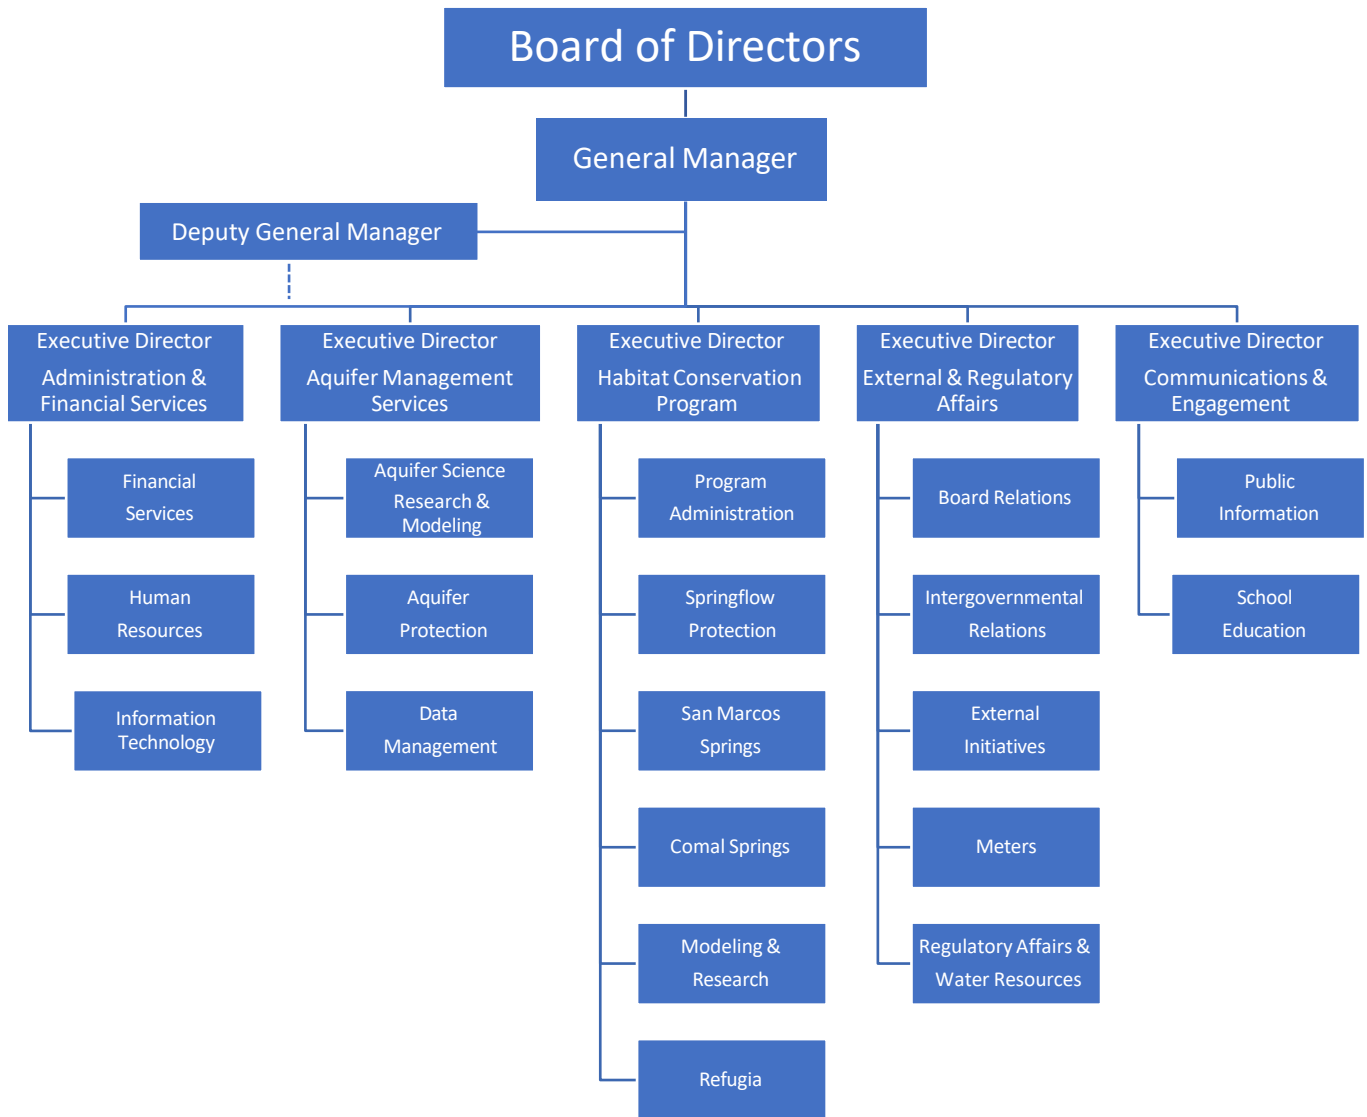 Board of Directors
General Manager
Deputy General Manager
Executive Director
Administration &
Financial Services
Executive Director
Aquifer Management
Services
Executive Director
Habitat Conservation
Program
Executive Director
External & Regulatory
Affairs
Executive Director
Communications &
Engagement
Financial
Services
Human
Resources
Information
Technology
Aquifer Science
Research &
Modeling
Aquifer
Protection
Data
Management
Program
Administration
Springflow
Protection
San Marcos
Springs
Comal Springs
Modeling &
Research
Refugia
Board Relations
Intergovernmental
Relations
External
Initiatives
Meters
Regulatory Affairs &
Water Resources
Public
Information
School
Education